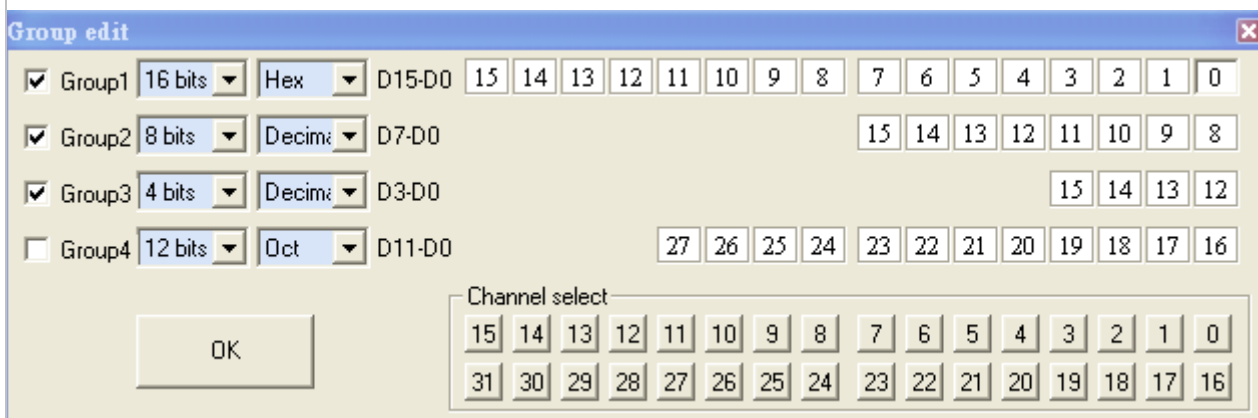 Group edit
Group1 16 bits Hex D15-D0 15 14 13 12 11 10 9 8 7 6 5 4 3 2 1 0
Group2 8 bits Decima D7-D0 15 14 13 12 11 10 9 8
Group3 4 bits Decima D3-D0 15 14 13 12
Group4 12 bits Oct D11-D0 27 26 25 24 23 22 21 20 19 18 17 16
Channel select
OK
15 14 13 12 11 10 9 8 7 6 5 4 3 2 1 0
31 30 29 28 27 26 25 24 23 22 21 20 19 18 17 16